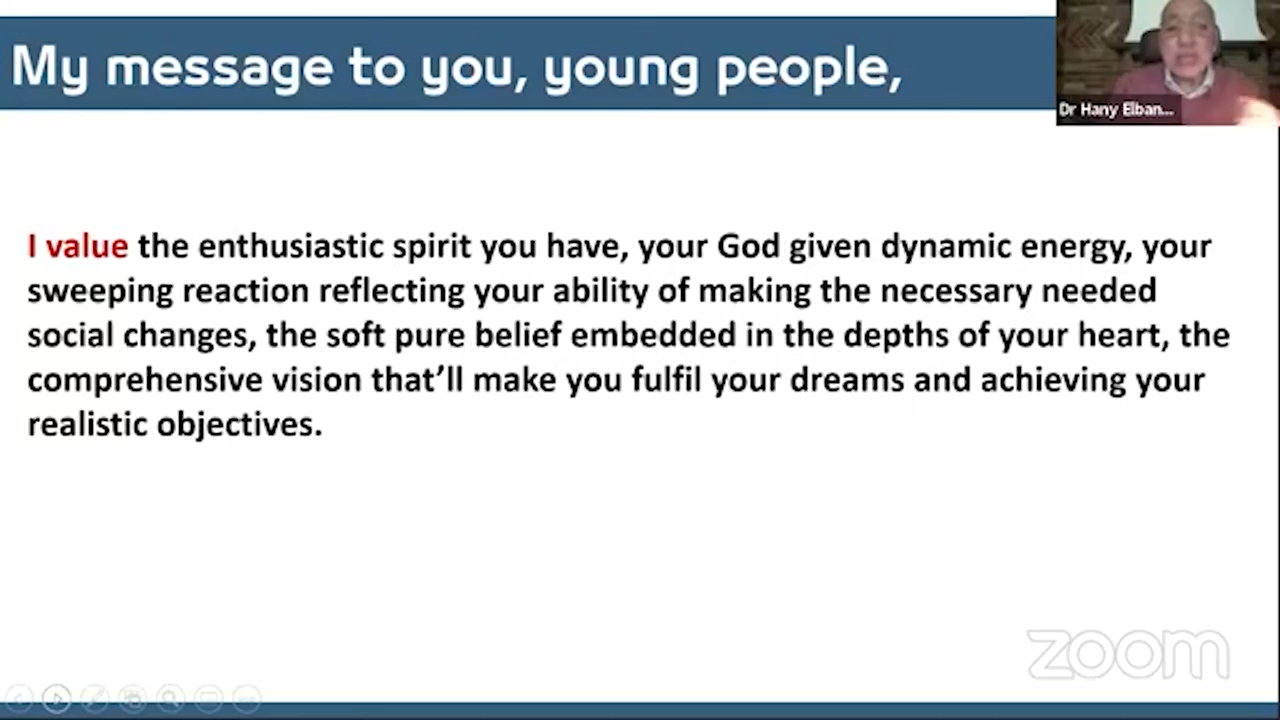 My message to you, young people,
Dr Hany Elban...
I value the enthusiastic spirit you have, your God given dynamic energy, your
sweeping reaction reflecting your ability of making the necessary needed
social changes, the soft pure belief embedded in the depths of your heart, the
comprehensive vision that’ll make you fulfil your dreams and achieving your
realistic objectives.
zoom